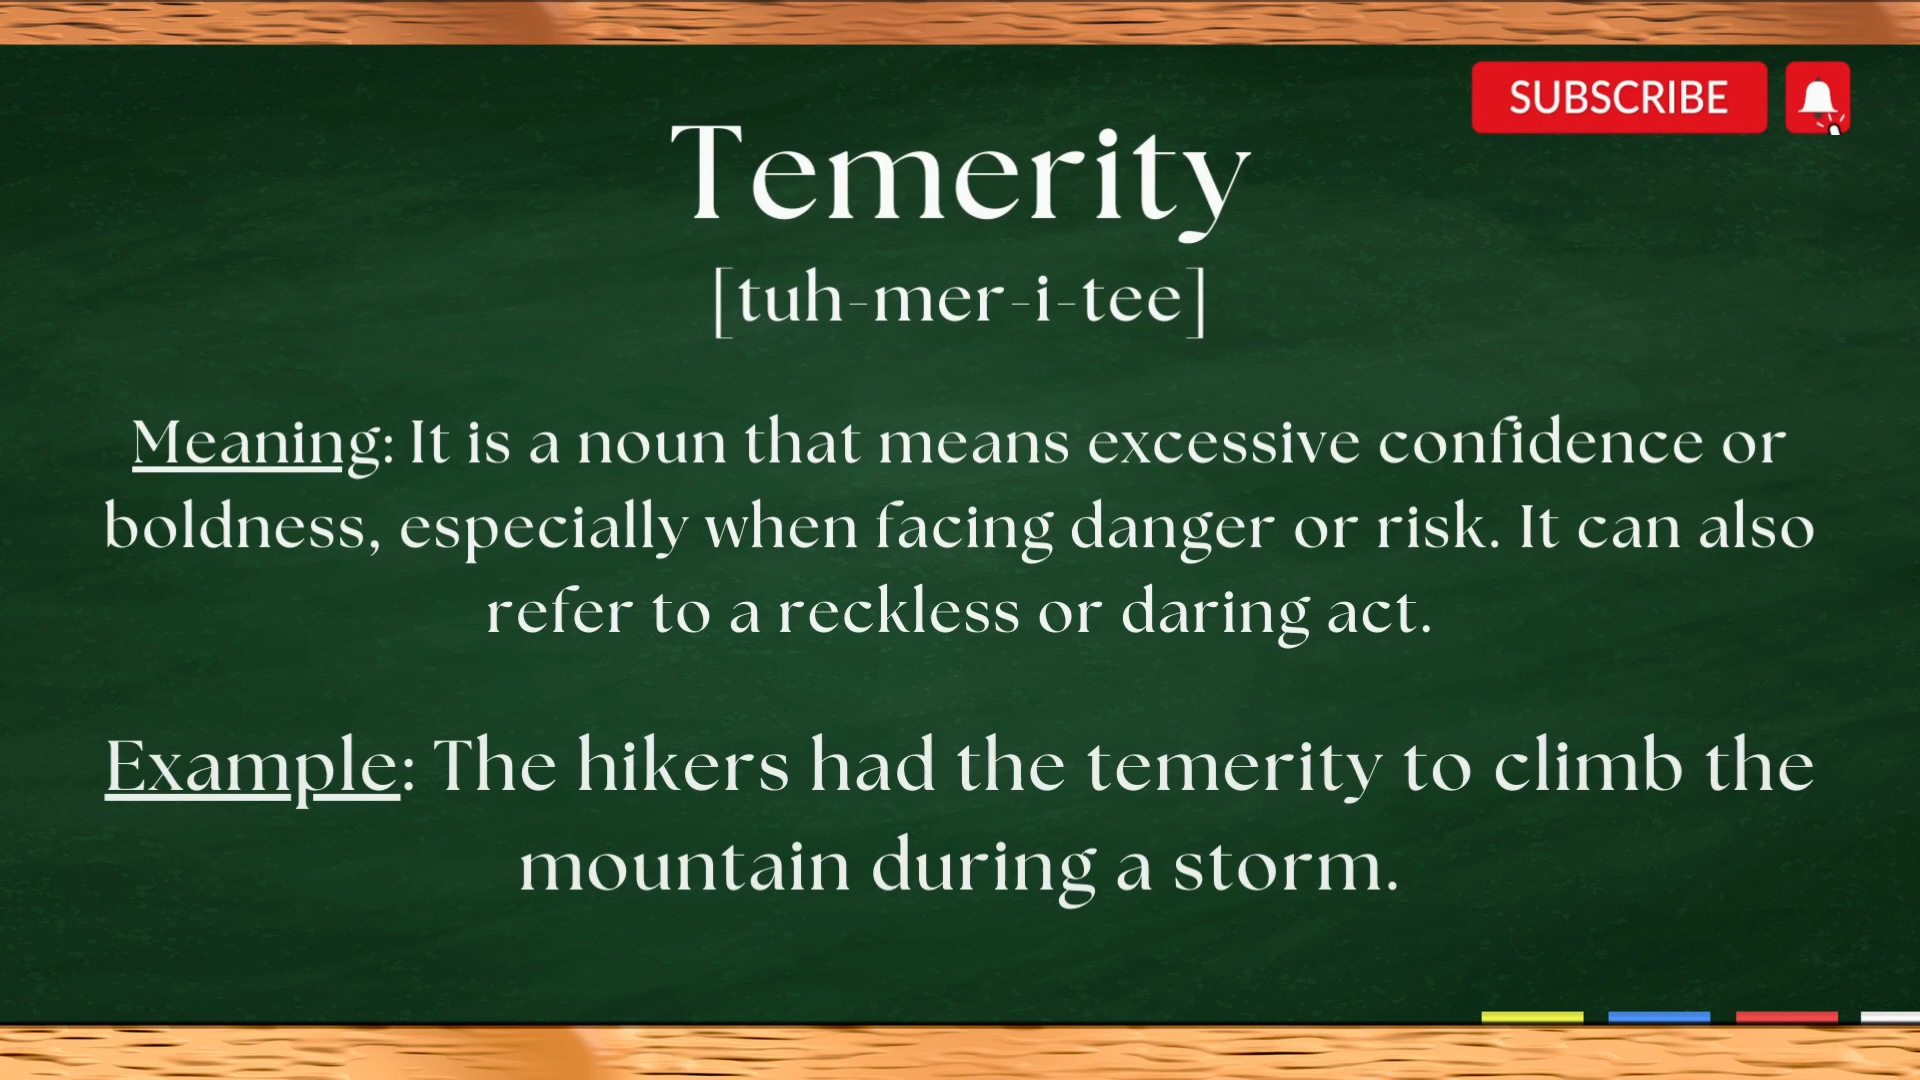 SUBSCRIBE
Temerity
[tuh-mer-i-tee]
Meaning: It is a noun that means excessive confidence or
boldness, especially when facing danger or risk. It can also
refer to a reckless or daring act.
Example: The hikers had the temerity to climb the
mountain during a storm.